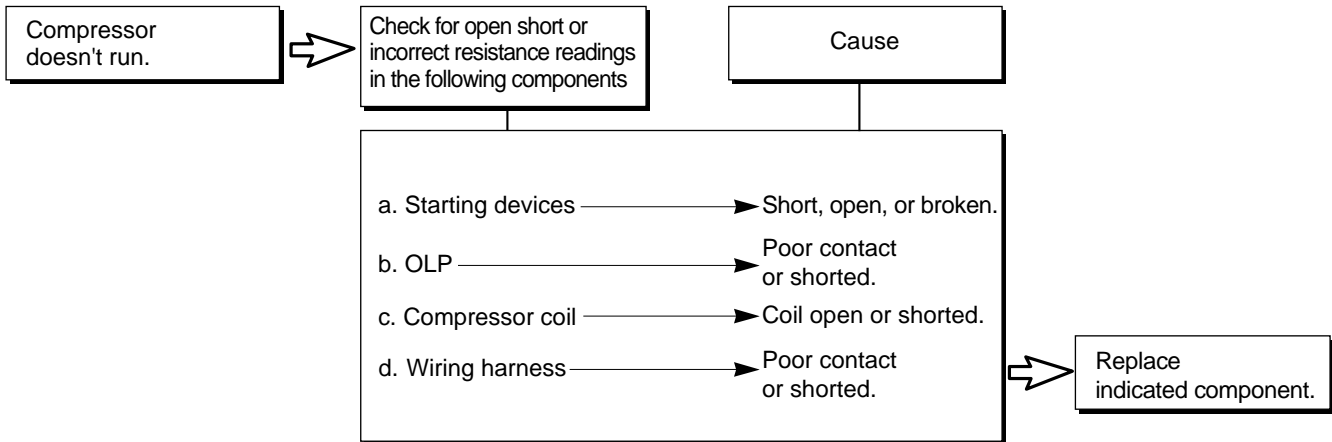 Compressor
doesn't run.
Check for open short or
incorrect resistance readings
in the following components
Cause
a. Starting devices
Short, open, or broken.
b. OLP
Poor contact
or shorted.
c. Compressor coil
Coil open or shorted.
d. Wiring harness
Poor contact
or shorted.
Replace
indicated component.